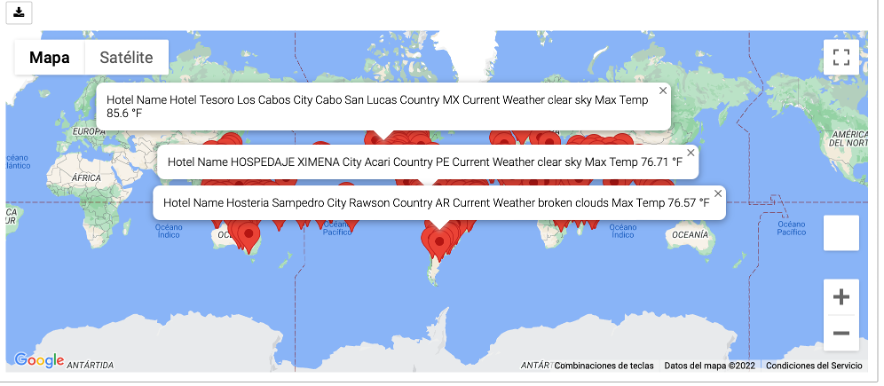 Mapa
Satélite
Hotel Name Hotel Tesoro Los Cabos City Cabo San Lucas Country MX Current Weather clear sky Max Temp
85.6 °F
EUROPA
AMÉRICA
DEL NORT
céano
tlántico
Hotel Name HOSPEDAJE XIMENA City Acari Country PE Current Weather clear sky Max Temp 76.71 °F
ÁFRICA
Hotel Name Hosteria Sampedro City Rawson Country AR Current Weather broken clouds Max Temp 76.57 °F
Océano
Índico
Océano
Pacífico
Océano
Índico
Océano
Pacífico
OC
OCEANÍA
Google
ANTÁRTIDA
ANTÁR
Combinaciones de teclas
Datos del mapa ©2022
Condiciones del Servicio